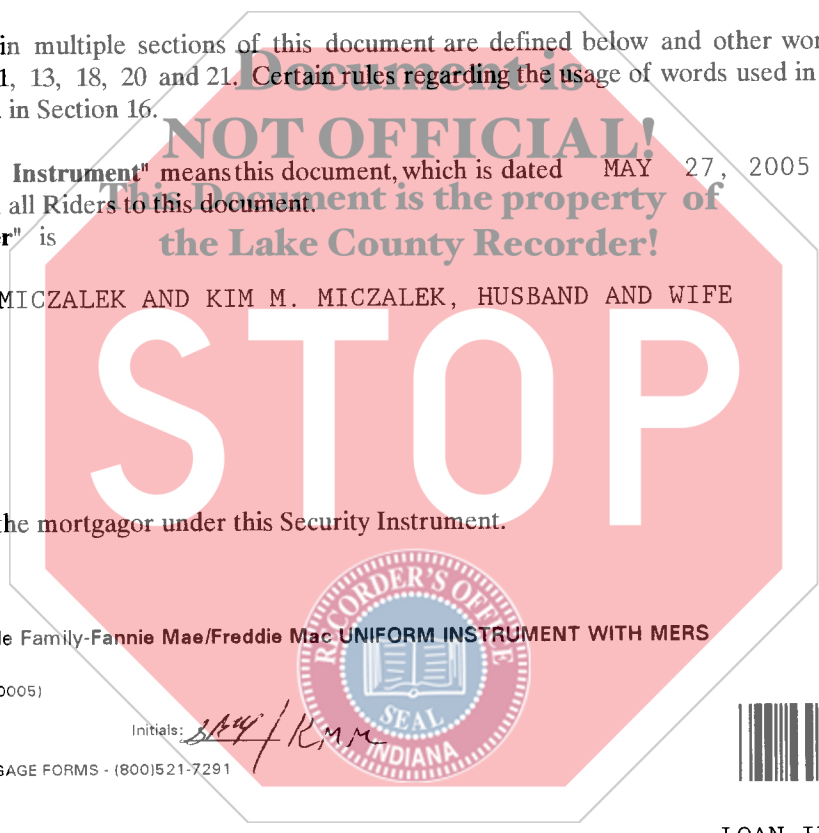 in multiple sections of this document are defined below and other wor
1, 13, 18, 20 and 21. Certain rules regarding the usage of words used in
in Section 16.
Document is
NOT OFFICIAL!
This Document is the property of
the Lake County Recorder!
Instrument" means this document, which is dated MAY 27, 2005
all Riders to this document.
r" is
MICZALEK AND KIM M. MICZALEK, HUSBAND AND WIFE
STOP
the mortgagor under this Security Instrument.
le Family-Fannie Mae/Freddie Mac UNIFORM INSTRUMENT WITH MERS
0005)
RECORDER'S OFFICE
SEAL
INDIANA
Initials: / KMM
GAGE FORMS - (800)521-7291
LOAN